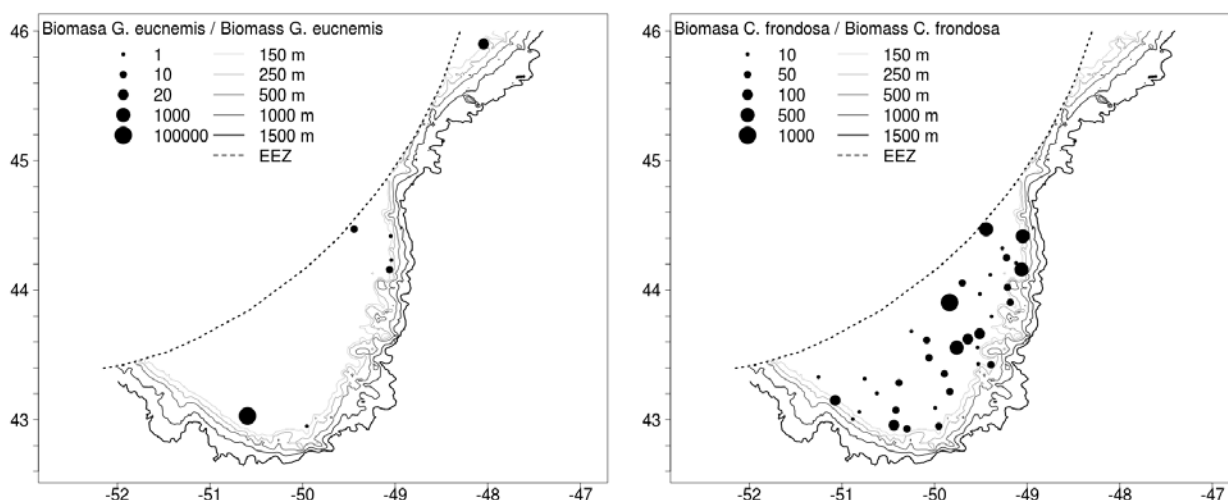 Biomasa G. eucnemis / Biomass G. eucnemis
1 150 m
10 250 m
20 500 m
1000 1000 m
100000 1500 m
EEZ
46
45
44
43
-52 -51 -50 -49 -48 -47
Biomasa C. frondosa / Biomass C. frondosa
10 150 m
50 250 m
100 500 m
500 1000 m
1000 1500 m
EEZ
46
45
44
43
-52 -51 -50 -49 -48 -47